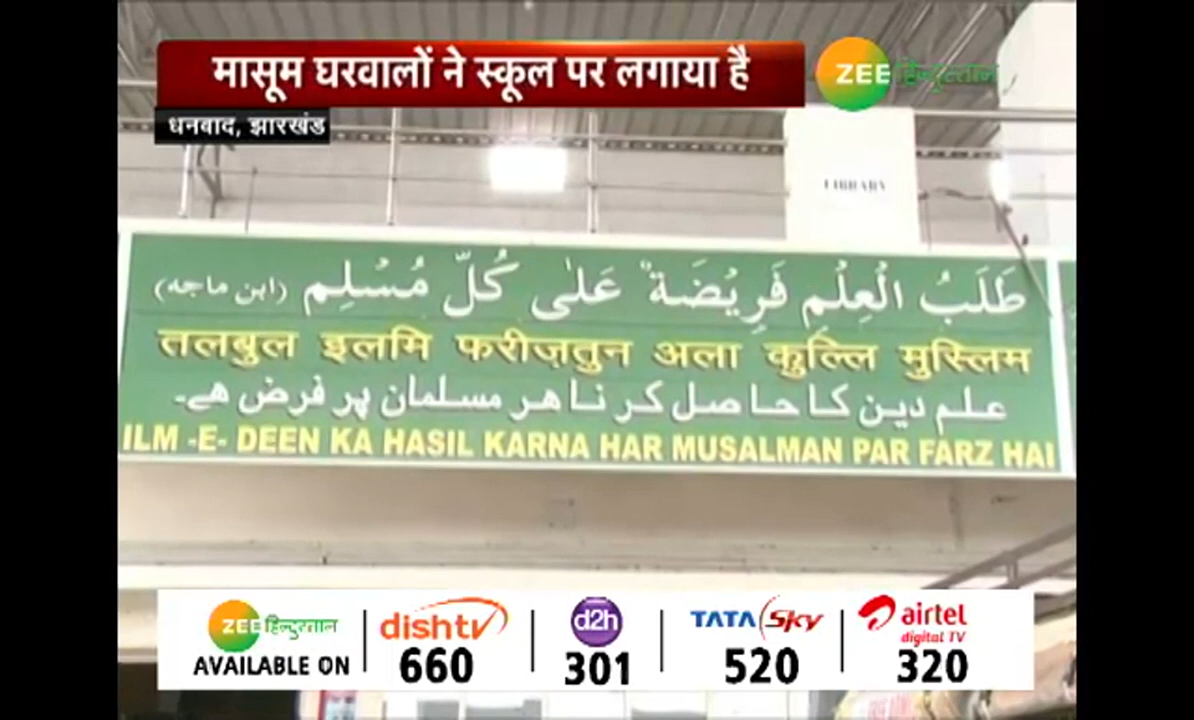 मासूम घरवालों ने स्कूल पर लगाया है
ZEE हिन्दुस्तान
धनबाद, झारखंड
LIBRARY
طَلَبُ الْعِلْمِ فَرِيْضَةٌ عَلٰى كُلِّ مُسْلِم (ابن ماجه)
तलबुल इलमि फरीज़तुन अला कुल्लि मुस्लिम
علم دین کا حاصل کرنا ہر مسلمان پر فرض ھے۔
ILM -E- DEEN KA HASIL KARNA HAR MUSALMAN PAR FARZ HAI
ZEE हिन्दुस्तान
AVAILABLE ON
dishtv
660
d2h
301
TATA Sky
520
airtel
digital TV
320